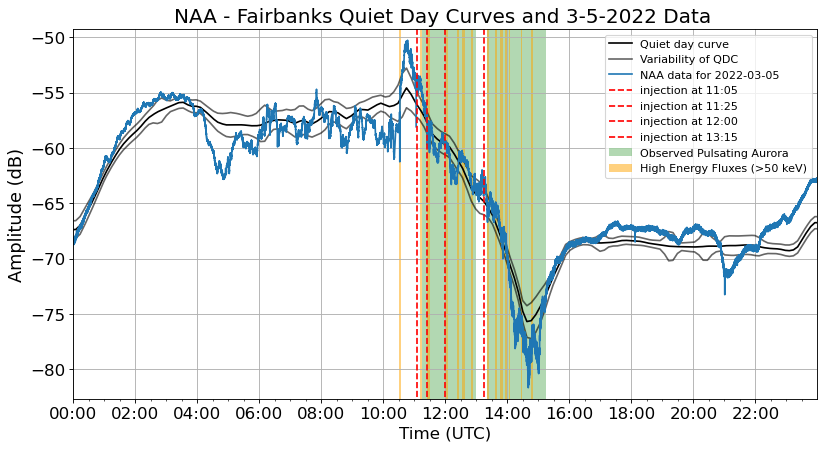 NAA - Fairbanks Quiet Day Curves and 3-5-2022 Data
Quiet day curve
Variability of QDC
NAA data for 2022-03-05
injection at 11:05
injection at 11:25
injection at 12:00
injection at 13:15
Observed Pulsating Aurora
High Energy Fluxes (>50 keV)
Amplitude (dB)
−50
−55
−60
−65
−70
−75
−80
00:00 02:00 04:00 06:00 08:00 10:00 12:00 14:00 16:00 18:00 20:00 22:00
Time (UTC)